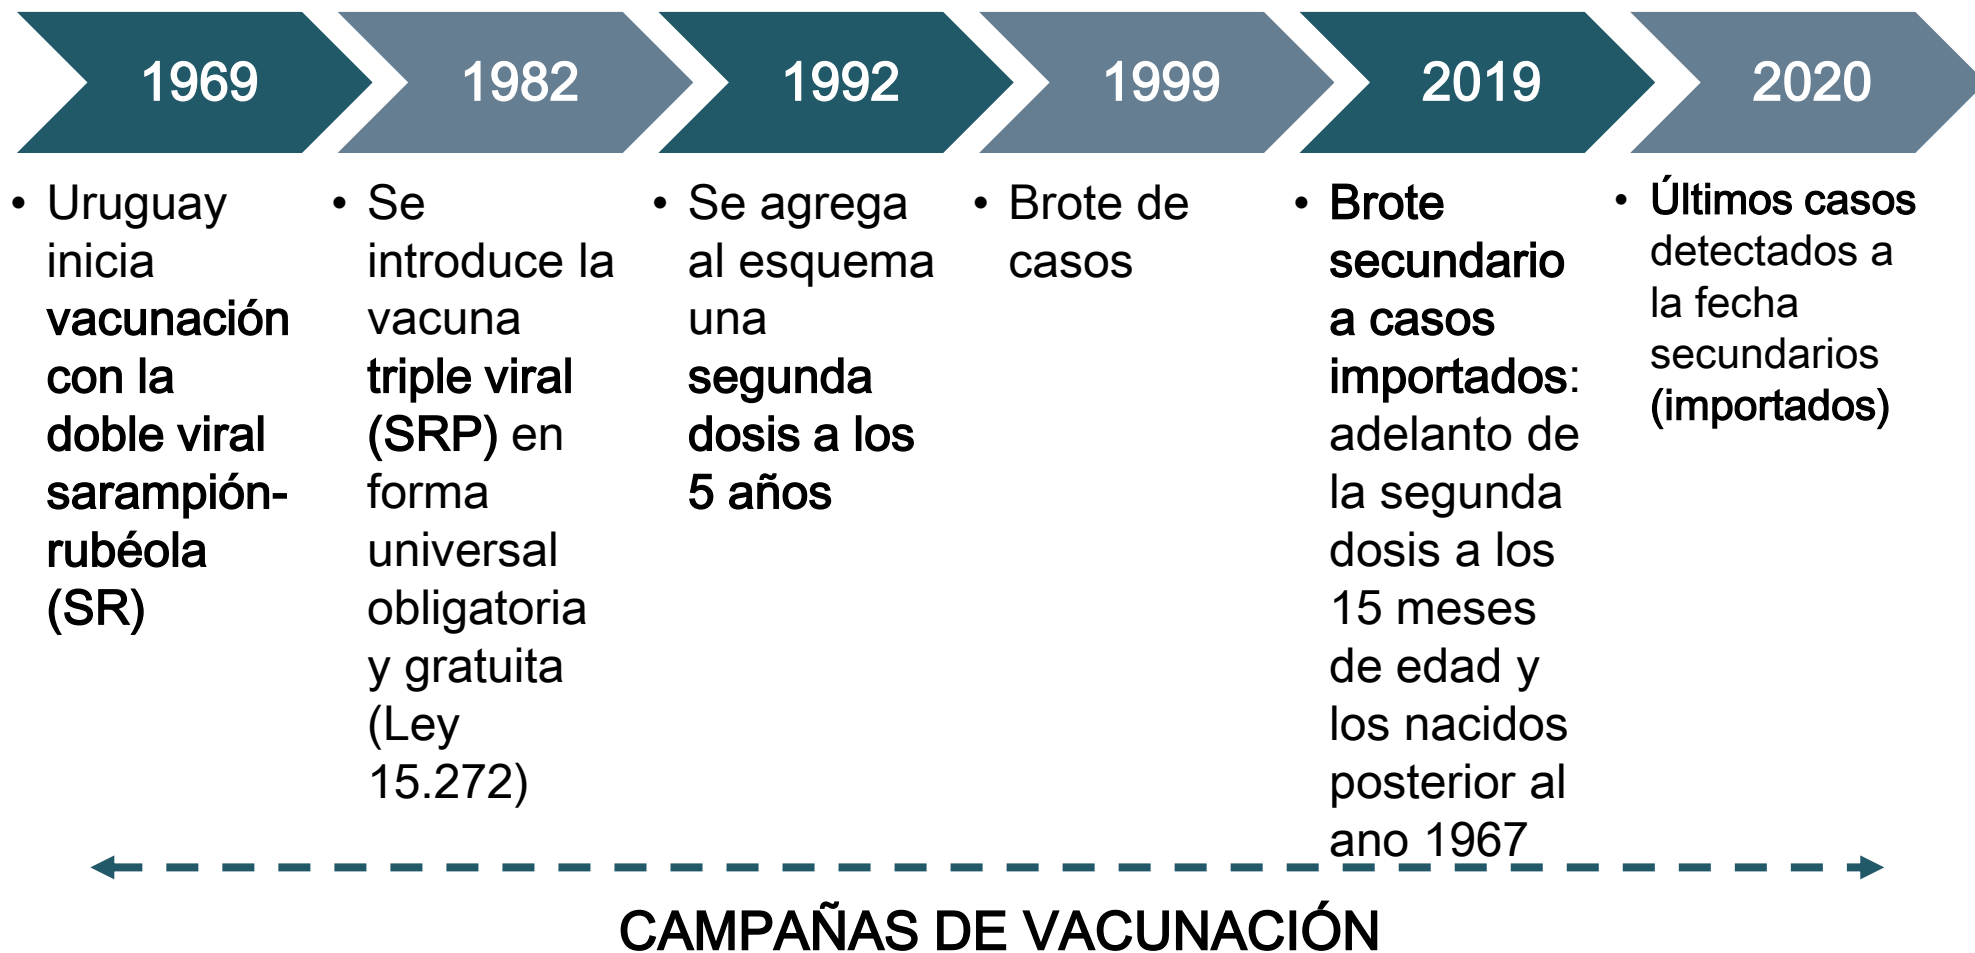 1969
1982
1992
1999
2019
2020
• Uruguay
inicia
vacunación
con la
doble viral
sarampión-
rubéola
(SR)
• Se
introduce la
vacuna
triple viral
(SRP) en
forma
universal
obligatoria
y gratuita
(Ley
15.272)
• Se agrega
al esquema
una
segunda
dosis a los
5 años
• Brote de
casos
• Brote
secundario
a casos
importados:
adelanto de
la segunda
dosis a los
15 meses
de edad y
los nacidos
posterior al
ano 1967
• Últimos casos
detectados a
la fecha
secundarios
(importados)
CAMPAÑAS DE VACUNACIÓN